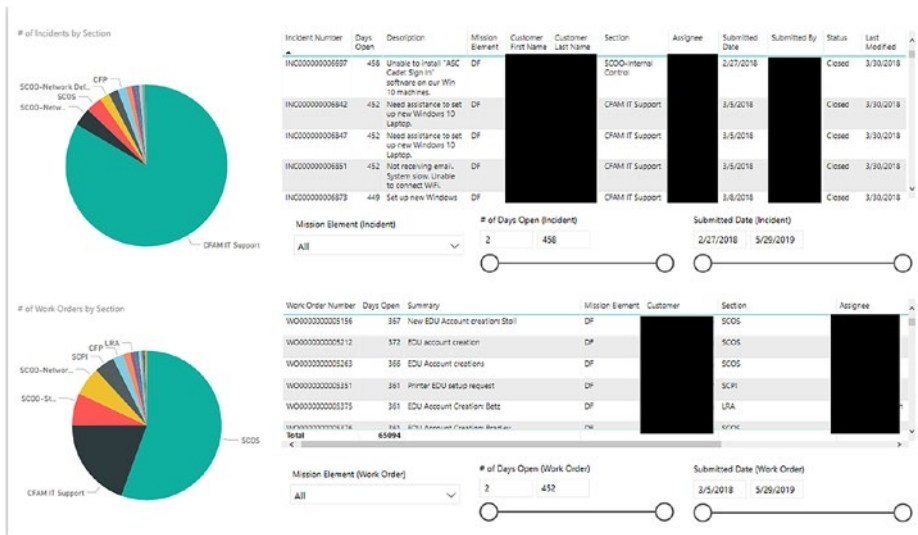 # of Incidents by Section
CFP
SCOO-Network Def...
SCOS
SCOO-Netw...
CFAM IT Support
Incident Number Days Open Description Mission Element Customer First Name Customer Last Name Section Assignee Submitted Date Submitted By Status Last Modified
INC000000006697 458 Unable to install "ASC Cadet Sign In" software on our Win 10 machines. DF SCOO-Internal Control 2/27/2018 Closed 3/30/2018
INC000000006842 452 Need assistance to set up new Windows 10 Laptop. DF CFAM IT Support 3/5/2018 Closed 3/30/2018
INC000000006847 452 Need assistance to set up new Windows 10 Laptop. DF CFAM IT Support 3/5/2018 Closed 3/30/2018
INC000000006851 452 Not receiving email. System slow. Unable to connect WiFi. DF CFAM IT Support 3/5/2018 Closed 3/30/2018
INC000000006873 449 Set up new Windows DF CFAM IT Support 3/8/2018 Closed 3/30/2018
Mission Element (Incident)
All
# of Days Open (Incident)
2 458
Submitted Date (Incident)
2/27/2018 5/29/2019
# of Work Orders by Section
LRA
CFP
SCPI
SCOO-Networ...
SCOO-St...
SCOS
CFAM IT Support
Work Order Number Days Open Summary Mission Element Customer Section Assignee
WO0000000005156 367 New EDU Account creation: Stoll DF SCOS
WO0000000005212 372 EDU account creation DF SCOS
WO0000000005263 366 EDU Account creations DF SCOS
WO0000000005351 361 Printer EDU setup request DF SCPI
WO0000000005375 361 EDU Account Creation: Betz DF LRA
361 EDU Account Creation: Bradley DF SCOS
Total 65094
Mission Element (Work Order)
All
# of Days Open (Work Order)
2 452
Submitted Date (Work Order)
3/5/2018 5/29/2019